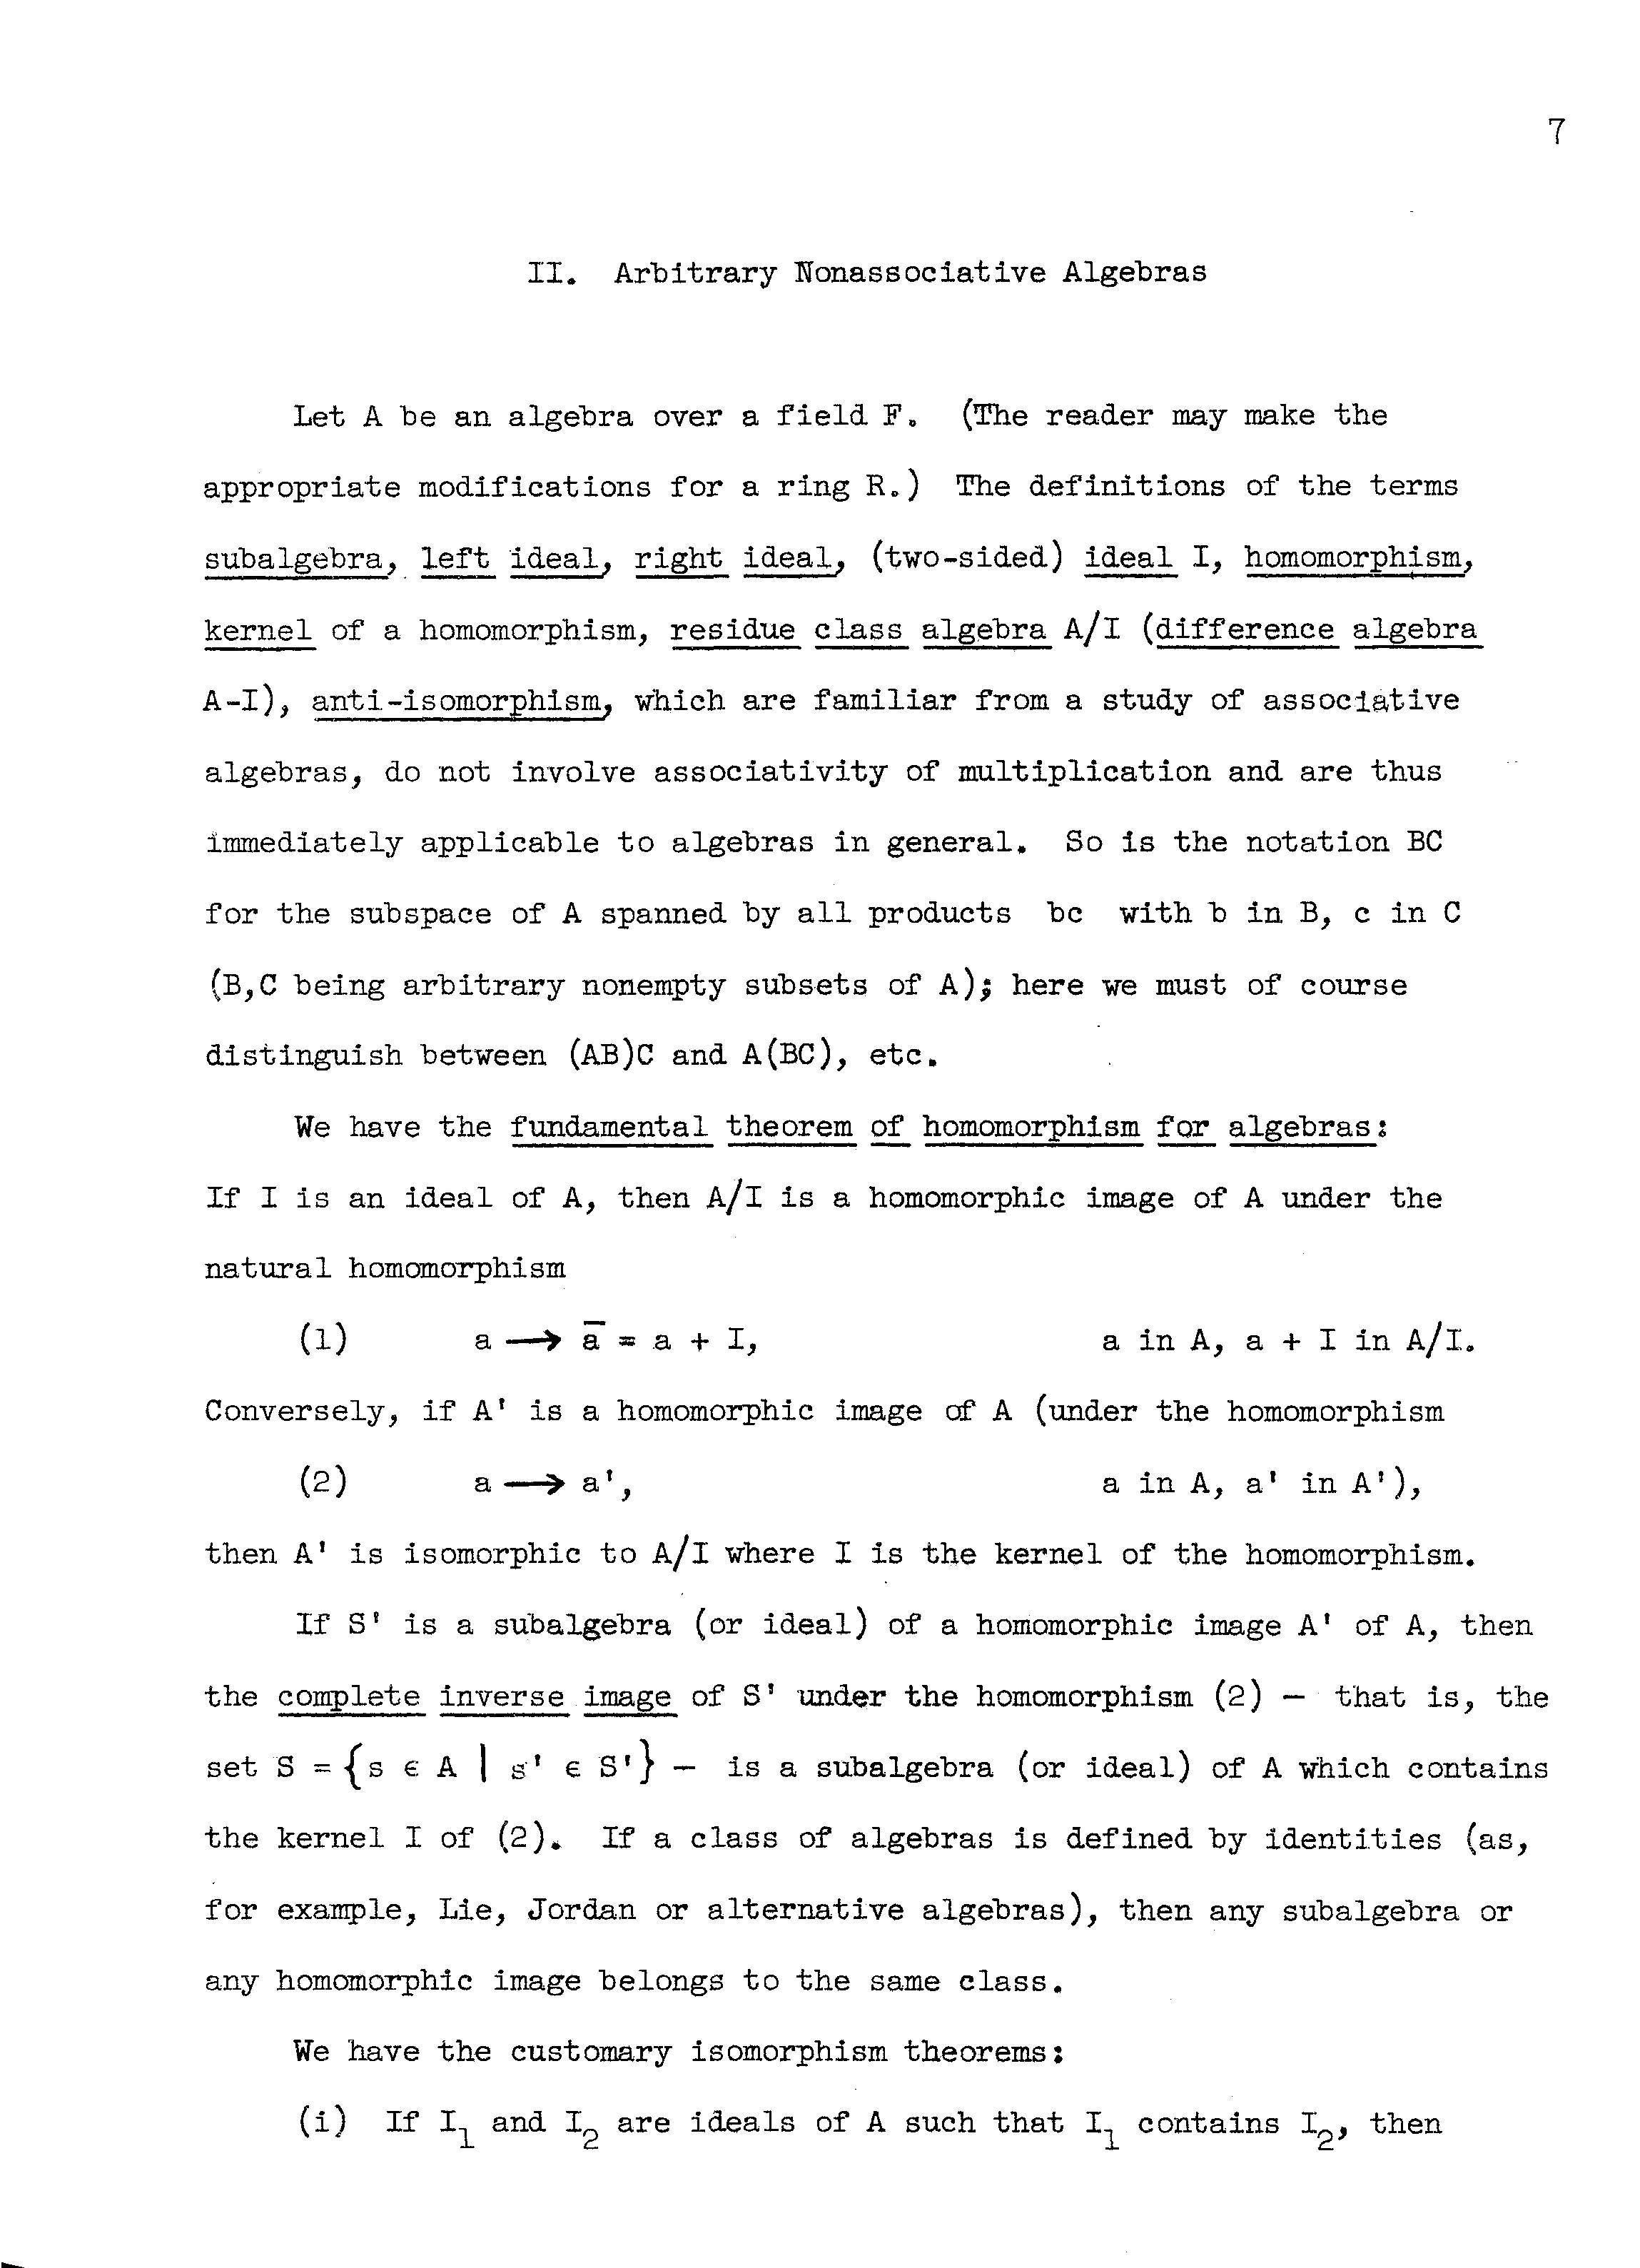 7
II. Arbitrary Nonassociative Algebras
Let A be an algebra over a field F. (The reader may make the
appropriate modifications for a ring R.) The definitions of the terms
subalgebra, left ideal, right ideal, (two-sided) ideal I, homomorphism,
kernel of a homomorphism, residue class algebra A/I (difference algebra
A-I), anti-isomorphism, which are familiar from a study of associative
algebras, do not involve associativity of multiplication and are thus
immediately applicable to algebras in general. So is the notation BC
for the subspace of A spanned by all products bc with b in B, c in C
(B,C being arbitrary nonempty subsets of A); here we must of course
distinguish between (AB)C and A(BC), etc.
We have the fundamental theorem of homomorphism for algebras:
If I is an ideal of A, then A/I is a homomorphic image of A under the
natural homomorphism
(1) a ⟶ a̅ = a + I, a in A, a + I in A/I.
Conversely, if A' is a homomorphic image of A (under the homomorphism
(2) a ⟶ a', a in A, a' in A'),
then A' is isomorphic to A/I where I is the kernel of the homomorphism.
If S' is a subalgebra (or ideal) of a homomorphic image A' of A, then
the complete inverse image of S' under the homomorphism (2) — that is, the
set S = {s ϵ A | s' ϵ S'} — is a subalgebra (or ideal) of A which contains
the kernel I of (2). If a class of algebras is defined by identities (as,
for example, Lie, Jordan or alternative algebras), then any subalgebra or
any homomorphic image belongs to the same class.
We have the customary isomorphism theorems:
(i) If I₁ and I₂ are ideals of A such that I₁ contains I₂, then